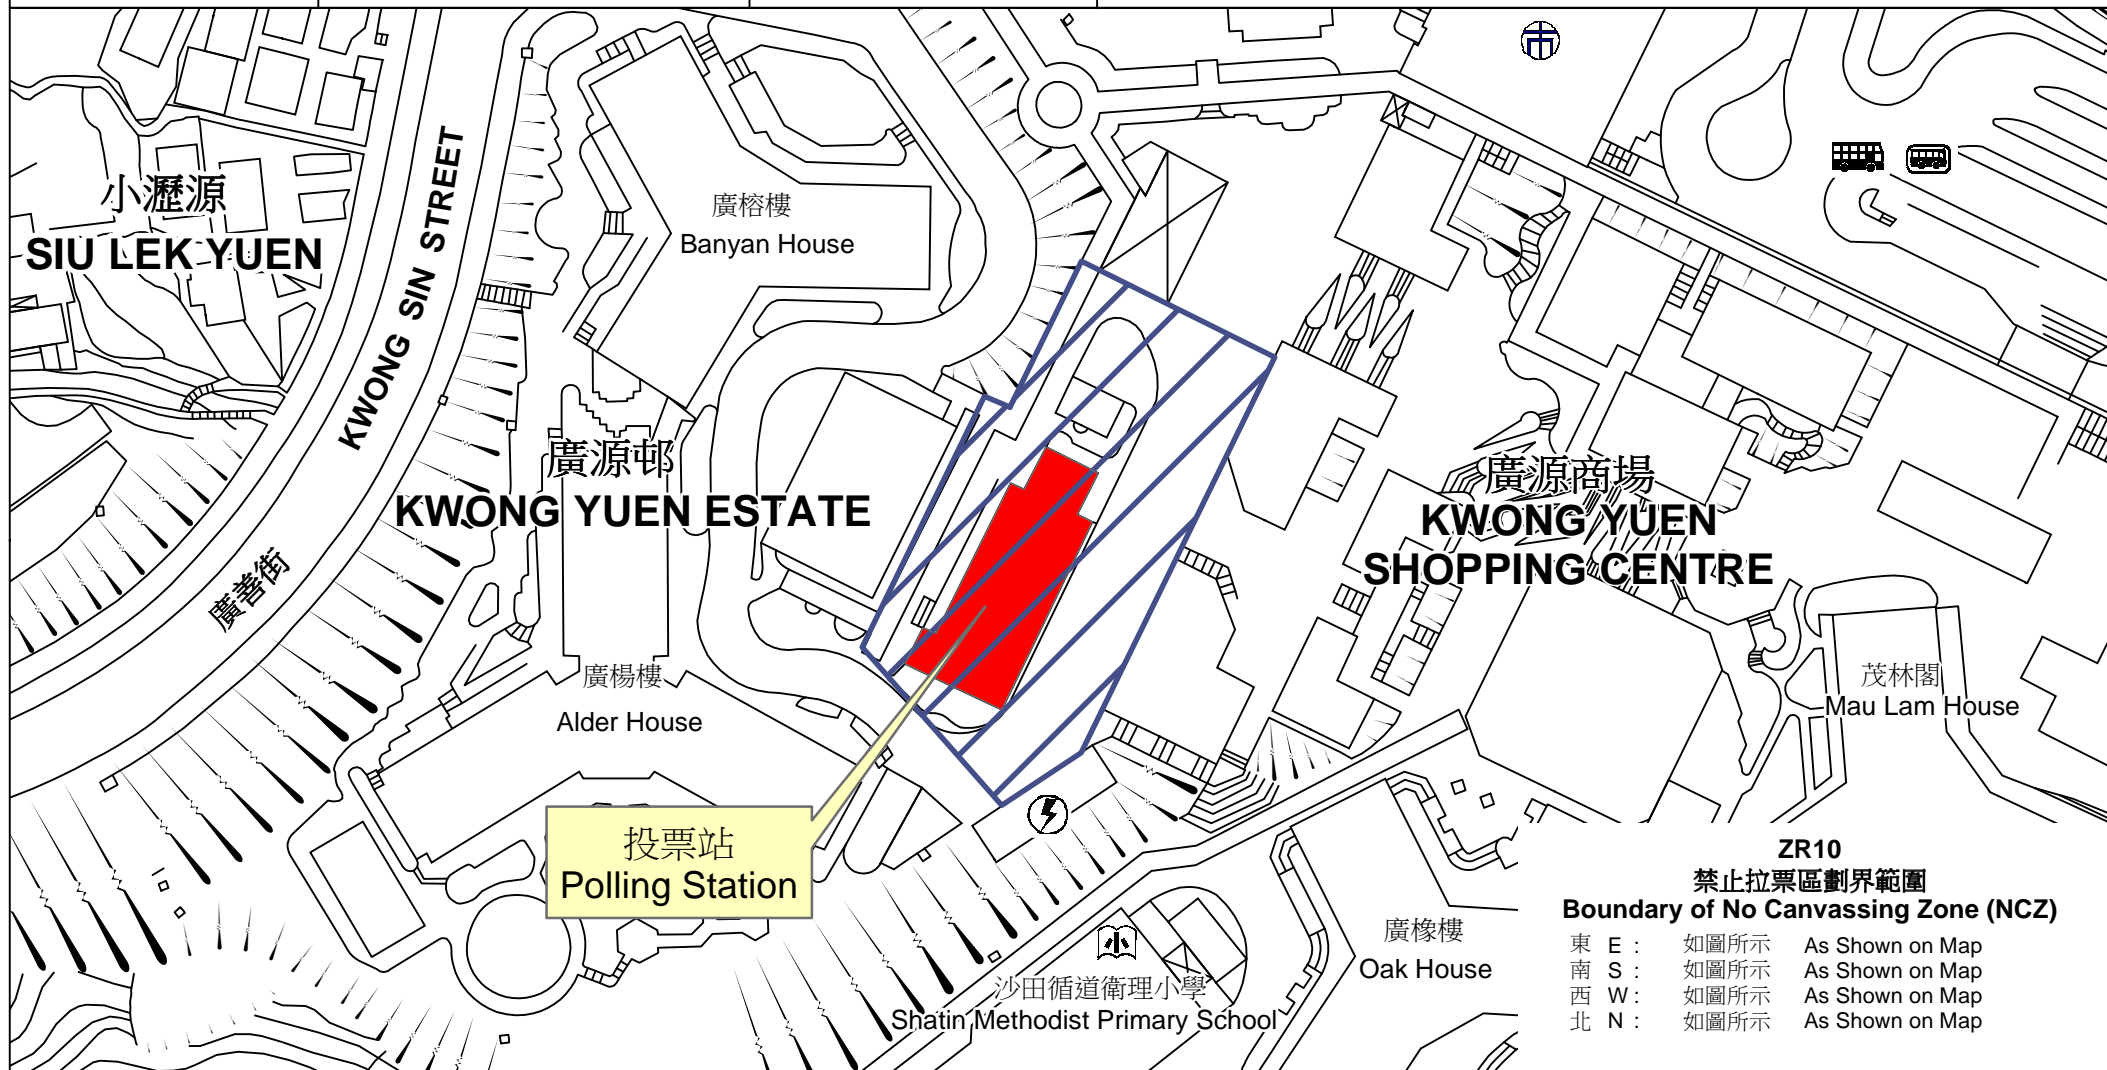 小瀝源
SIU LEK YUEN
KWONG SIN STREET
廣善街
廣榕樓
Banyan House
廣源邨
KWONG YUEN ESTATE
廣源商場
KWONG YUEN
SHOPPING CENTRE
廣楊樓
Alder House
茂林閣
Mau Lam House
投票站
Polling Station
小
沙田循道衞理小學
Shatin Methodist Primary School
廣橡樓
Oak House
市
ZR10
禁止拉票區劃界範圍
Boundary of No Canvassing Zone (NCZ)
東 E : 如圖所示 As Shown on Map
南 S : 如圖所示 As Shown on Map
西 W : 如圖所示 As Shown on Map
北 N : 如圖所示 As Shown on Map